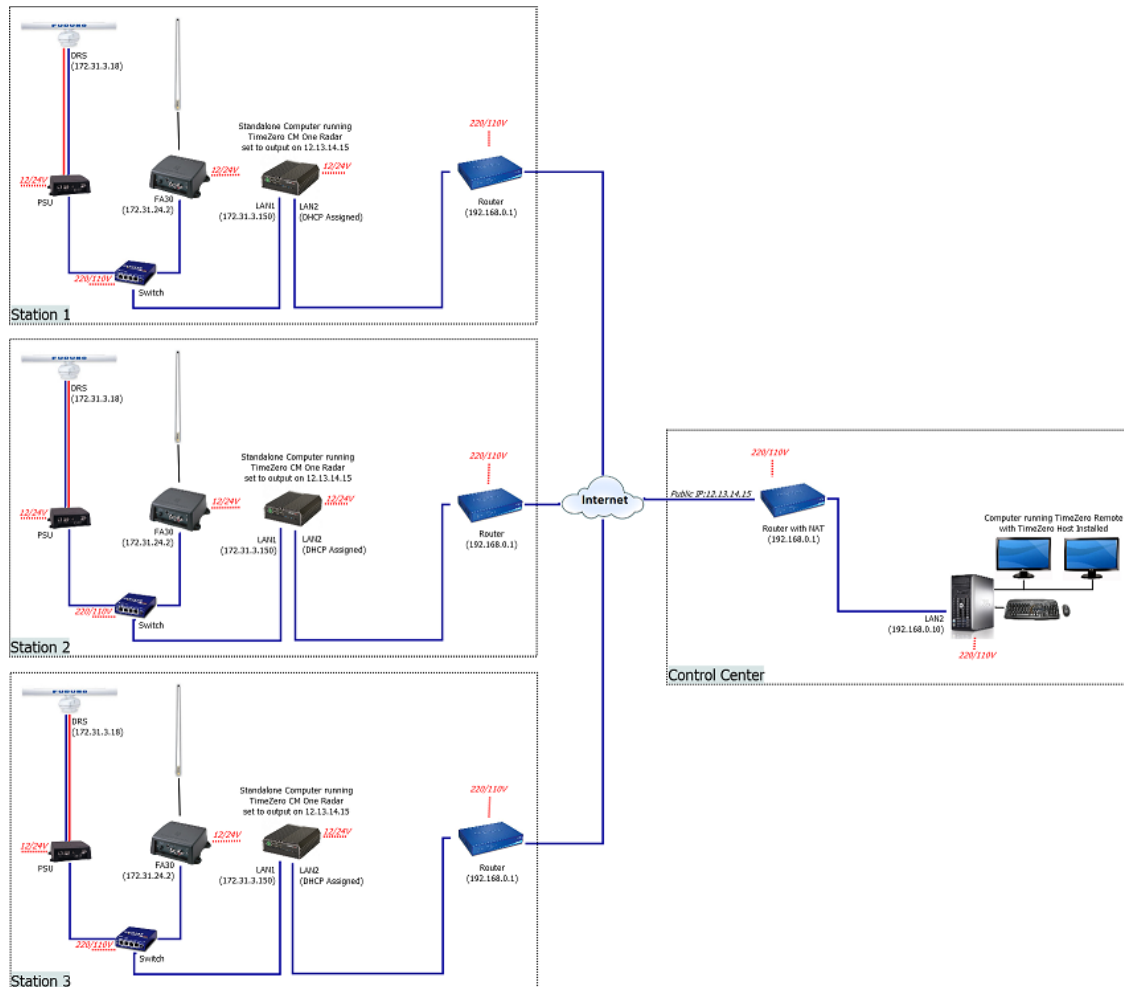 FURUNO
DRS
(172.31.3.18)
Standalone Computer running
TimeZero CM One Radar
set to output on 12.13.14.15
220/110V
12/24V
PSU
12/24V
FA30
(172.31.24.2)
12/24V
LAN1
(172.31.3.150)
LAN2
(DHCP Assigned)
Router
(192.168.0.1)
220/110V
Switch
Station 1
FURUNO
DRS
(172.31.3.18)
Standalone Computer running
TimeZero CM One Radar
set to output on 12.13.14.15
220/110V
12/24V
PSU
12/24V
FA30
(172.31.24.2)
12/24V
LAN1
(172.31.3.150)
LAN2
(DHCP Assigned)
Router
(192.168.0.1)
220/110V
Switch
Station 2
FURUNO
DRS
(172.31.3.18)
Standalone Computer running
TimeZero CM One Radar
set to output on 12.13.14.15
220/110V
12/24V
PSU
12/24V
FA30
(172.31.24.2)
12/24V
LAN1
(172.31.3.150)
LAN2
(DHCP Assigned)
Router
(192.168.0.1)
220/110V
Switch
Station 3
Internet
Public IP:12.13.14.15
220/110V
Router with NAT
(192.168.0.1)
Computer running TimeZero Remote
with TimeZero Host Installed
LAN2
(192.168.0.10)
220/110V
Control Center